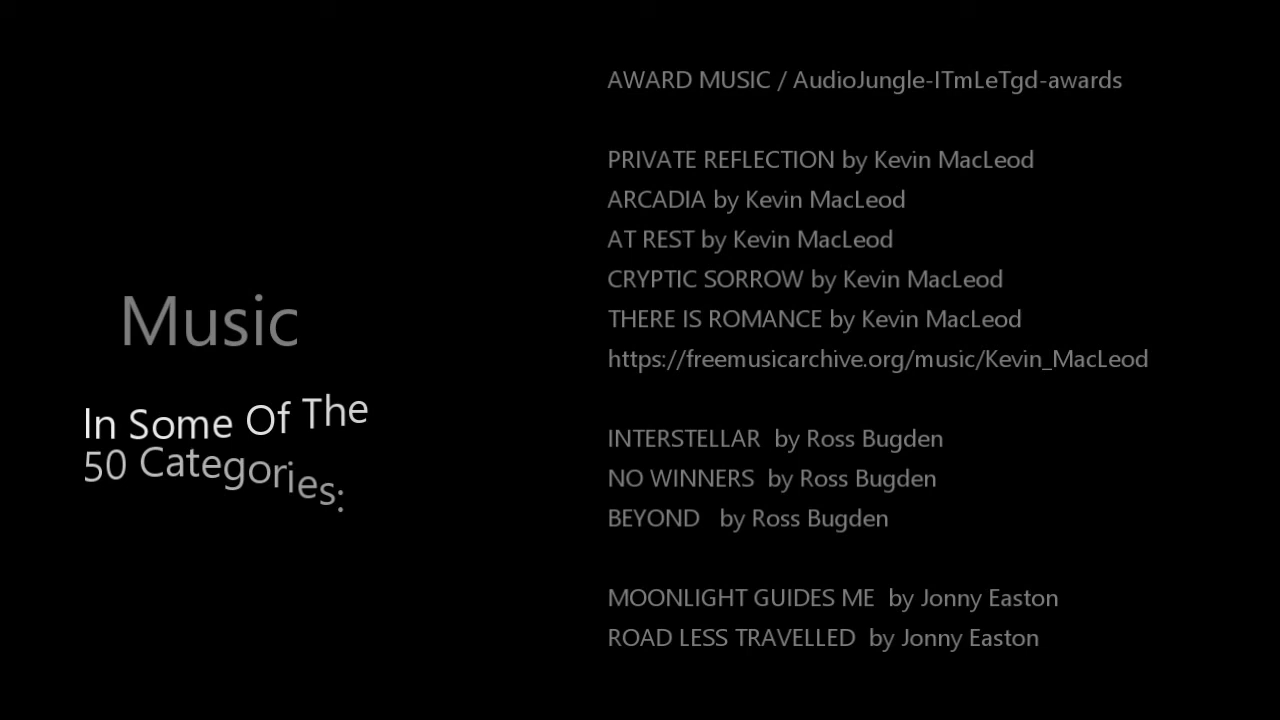 Music
In Some Of The
50 Categories:
AWARD MUSIC / AudioJungle-ITmLeTgd-awards
PRIVATE REFLECTION by Kevin MacLeod
ARCADIA by Kevin MacLeod
AT REST by Kevin MacLeod
CRYPTIC SORROW by Kevin MacLeod
THERE IS ROMANCE by Kevin MacLeod
https://freemusicarchive.org/music/Kevin_MacLeod
INTERSTELLAR by Ross Bugden
NO WINNERS by Ross Bugden
BEYOND by Ross Bugden
MOONLIGHT GUIDES ME by Jonny Easton
ROAD LESS TRAVELLED by Jonny Easton